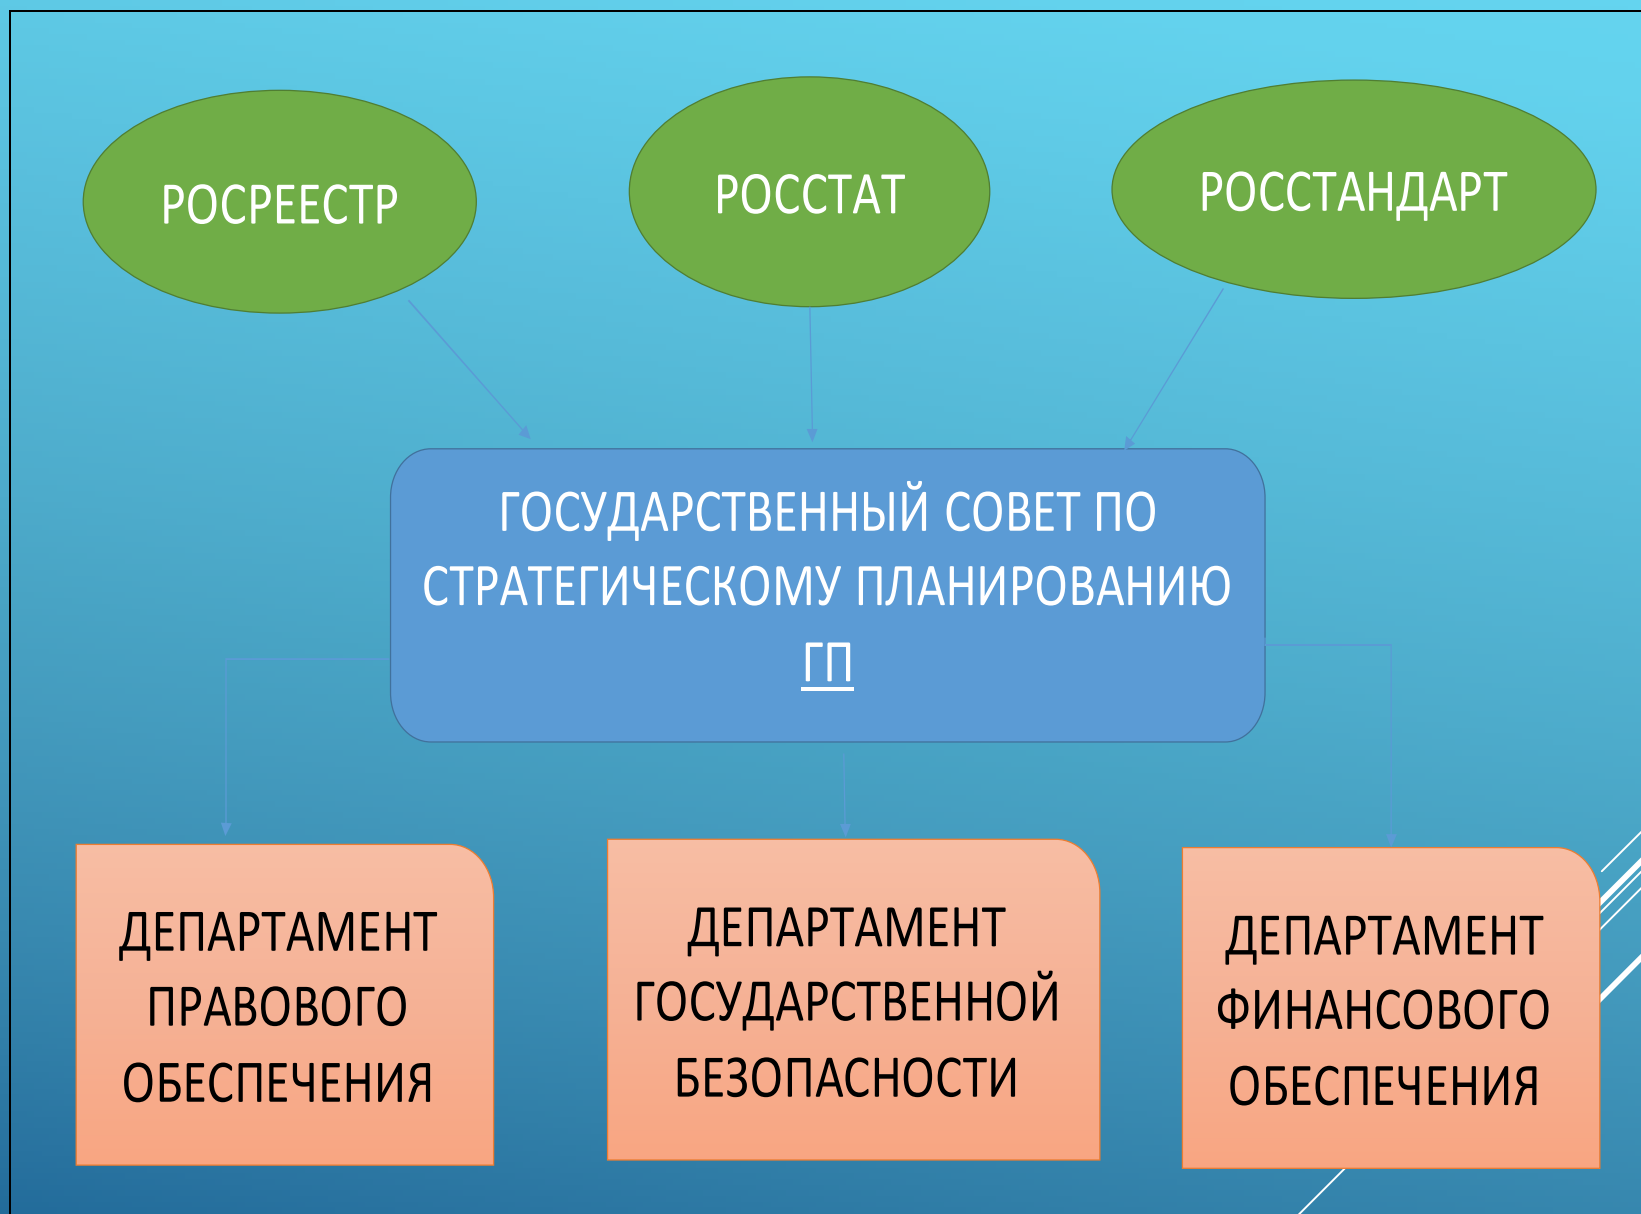 РОСРЕЕСТР
РОССТАТ
РОССТАНДАРТ
ГОСУДАРСТВЕННЫЙ СОВЕТ ПО
СТРАТЕГИЧЕСКОМУ ПЛАНИРОВАНИЮ
ГП
ДЕПАРТАМЕНТ
ПРАВОВОГО
ОБЕСПЕЧЕНИЯ
ДЕПАРТАМЕНТ
ГОСУДАРСТВЕННОЙ
БЕЗОПАСНОСТИ
ДЕПАРТАМЕНТ
ФИНАНСОВОГО
ОБЕСПЕЧЕНИЯ